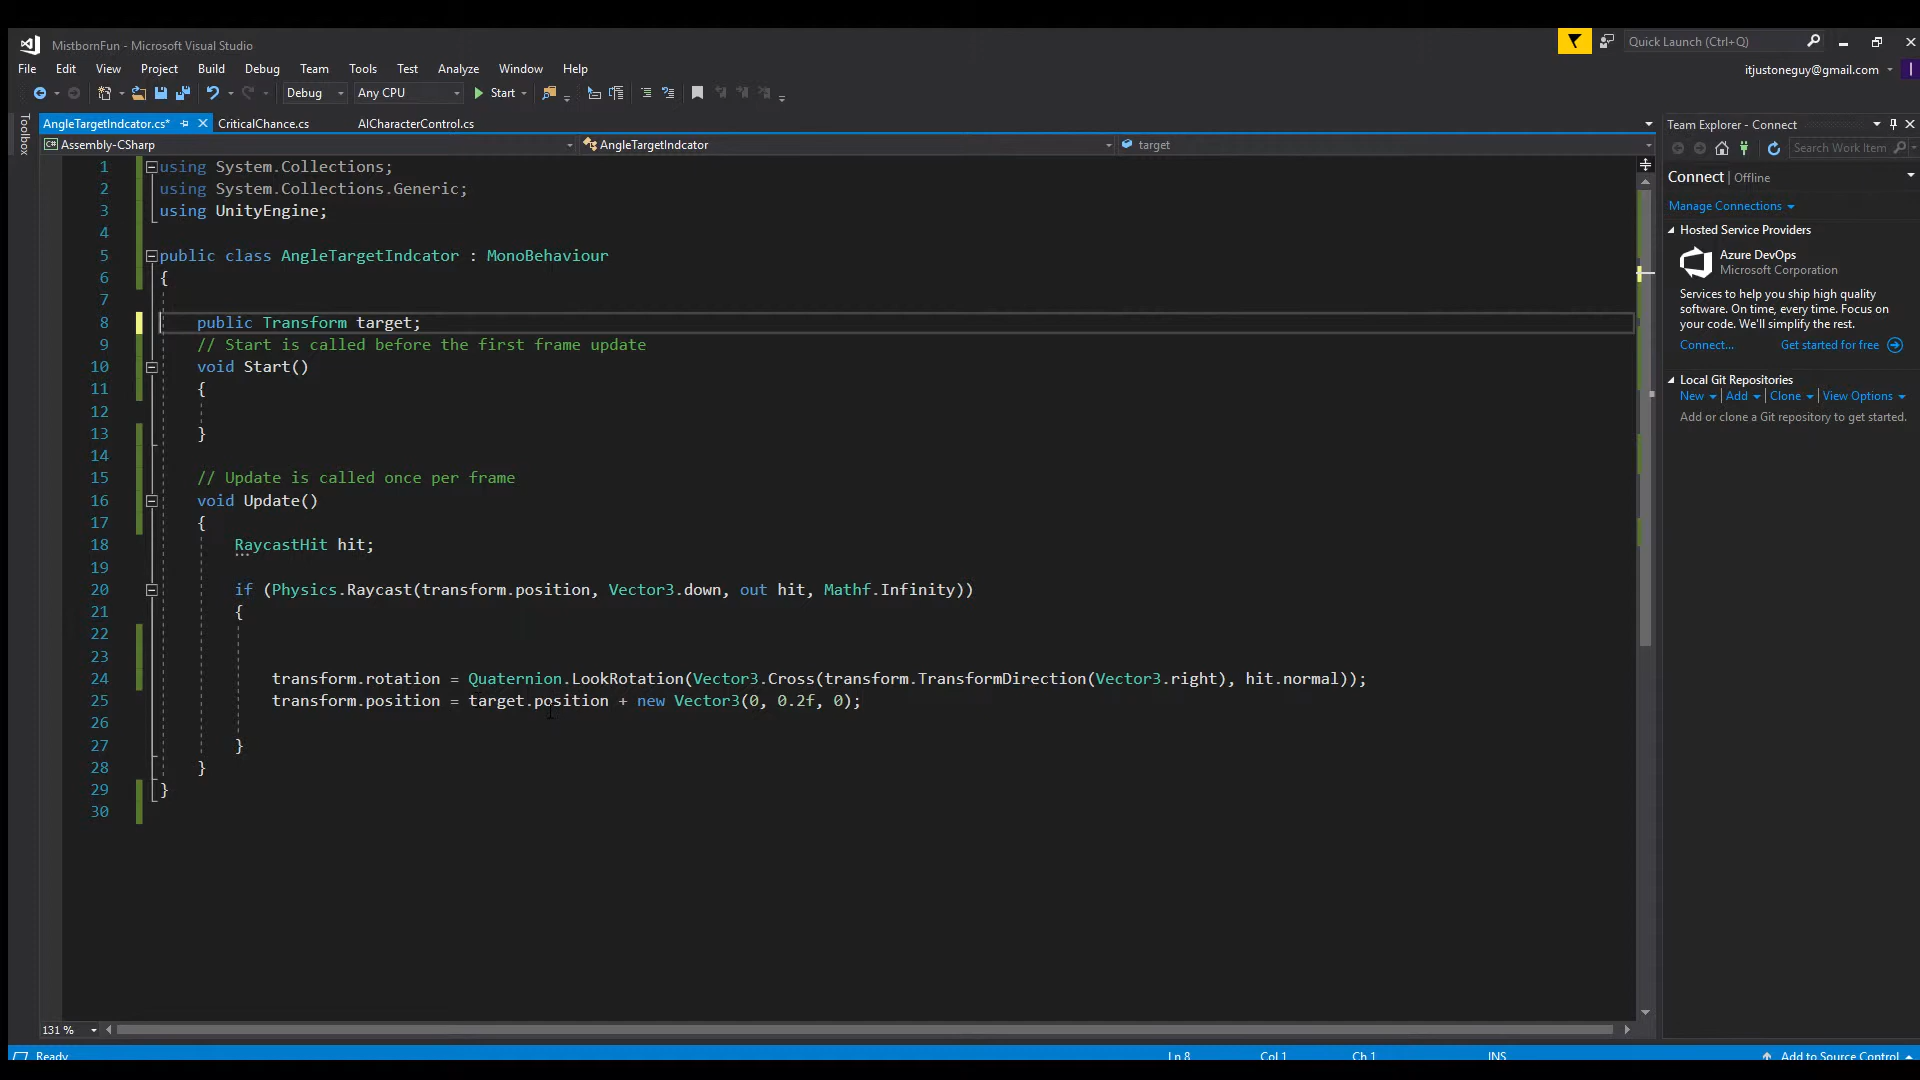 MistbornFun - Microsoft Visual Studio
Quick Launch (Ctrl+Q)
File Edit View Project Build Debug Team Tools Test Analyze Window Help
itjustoneguy@gmail.com
Debug Any CPU Start
Toolbox
AngleTargetIndcator.cs* CriticalChance.cs AICharacterControl.cs
Assembly-CSharp AngleTargetIndcator target
1 using System.Collections;
2 using System.Collections.Generic;
3 using UnityEngine;
4
5 public class AngleTargetIndcator : MonoBehaviour
6 {
7
8 public Transform target;
9 // Start is called before the first frame update
10 void Start()
11 {
12
13 }
14
15 // Update is called once per frame
16 void Update()
17 {
18 RaycastHit hit;
19
20 if (Physics.Raycast(transform.position, Vector3.down, out hit, Mathf.Infinity))
21 {
22
23
24 transform.rotation = Quaternion.LookRotation(Vector3.Cross(transform.TransformDirection(Vector3.right), hit.normal));
25 transform.position = target.position + new Vector3(0, 0.2f, 0);
26
27 }
28 }
29 }
30
131 %
Team Explorer - Connect
Search Work Item
Connect | Offline
Manage Connections
Hosted Service Providers
Azure DevOps
Microsoft Corporation
Services to help you ship high quality
software. On time, every time. Focus on
your code. We'll simplify the rest.
Connect... Get started for free
Local Git Repositories
New | Add | Clone | View Options
Add or clone a Git repository to get started.
Ready Ln 8 Col 1 Ch 1 INS Add to Source Control